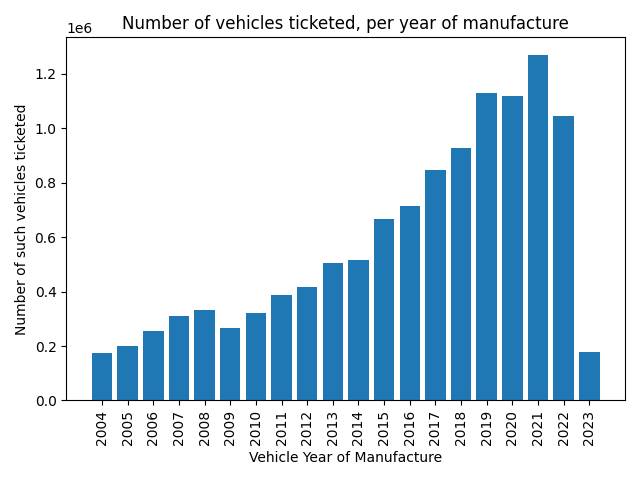 Number of vehicles ticketed, per year of manufacture
1e6
Number of such vehicles ticketed
1.2
1.0
0.8
0.6
0.4
0.2
0.0
2004 2005 2006 2007 2008 2009 2010 2011 2012 2013 2014 2015 2016 2017 2018 2019 2020 2021 2022 2023
Vehicle Year of Manufacture